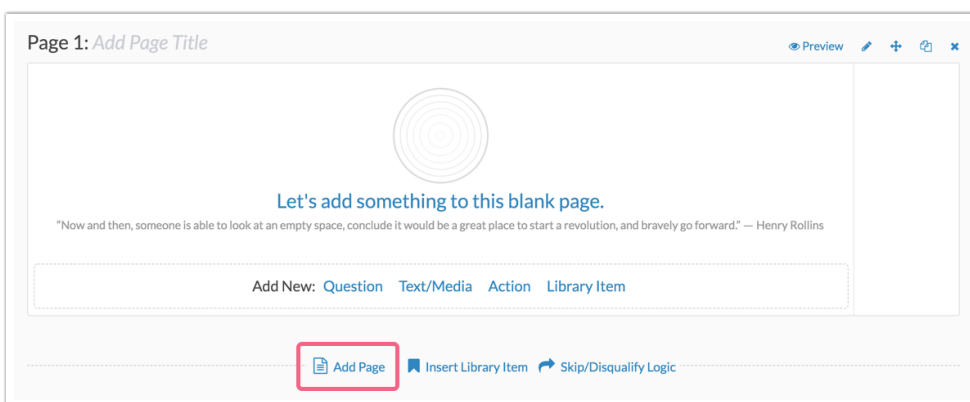 Page 1: Add Page Title
Preview
Let's add something to this blank page.
"Now and then, someone is able to look at an empty space, conclude it would be a great place to start a revolution, and bravely go forward." — Henry Rollins
Add New: Question Text/Media Action Library Item
Add Page Insert Library Item Skip/Disqualify Logic